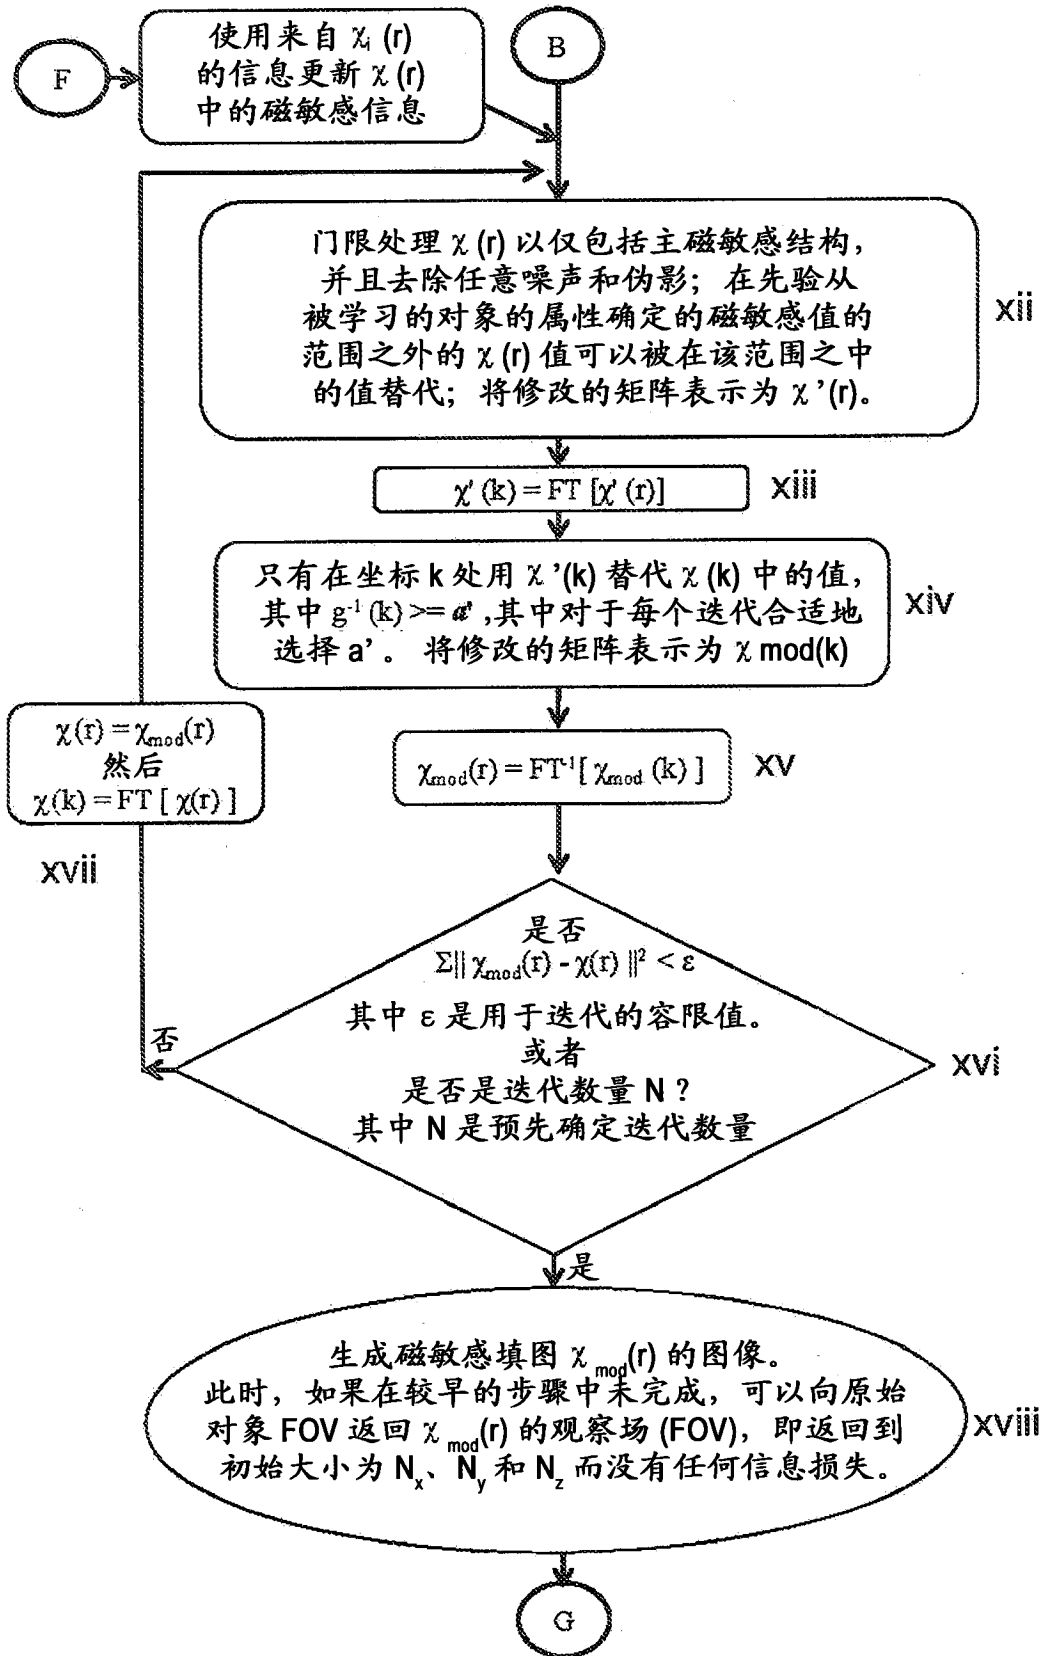 F
使用来自 χᵢ (r)
的信息更新 χ (r)
中的磁敏感信息
B
门限处理 χ (r) 以仅包括主磁敏感结构，
并且去除任意噪声和伪影；在先验从
被学习的对象的属性确定的磁敏感值的
范围之外的 χ (r) 值可以被在该范围之中
的值替代；将修改的矩阵表示为 χ ’(r)。
xii
χ' (k) = FT [χ' (r)]
xiii
只有在坐标 k 处用 χ ’(k) 替代 χ (k) 中的值，
其中 g⁻¹ (k) >= a' ,其中对于每个迭代合适地
选择 a’ 。 将修改的矩阵表示为 χ mod(k)
xiv
χ(r) = χmod(r)
然后
χ(k) = FT [ χ(r) ]
xvii
χmod(r) = FT⁻¹[ χmod (k) ]
xv
是否
Σ|| χmod(r) - χ(r) ||² < ε
其中 ε 是用于迭代的容限值。
或者
是否是迭代数量 N ?
其中 N 是预先确定迭代数量
xvi
否
是
生成磁敏感填图 χ mod(r) 的图像。
此时，如果在较早的步骤中未完成，可以向原始
对象 FOV 返回 χ mod(r) 的观察场 (FOV)，即返回到
初始大小为 Nx、Ny 和 Nz 而没有任何信息损失。
xviii
G